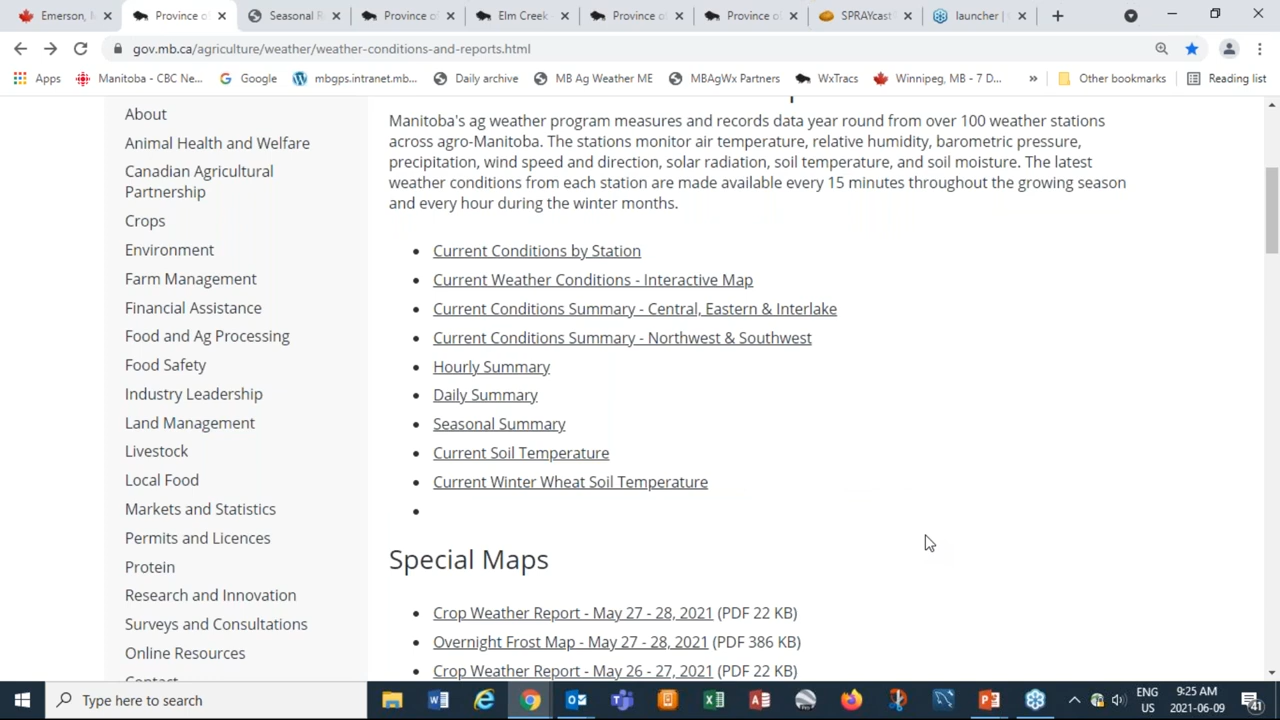 Emerson, M
Province o
Seasonal R
Province o
Elm Creek -
Province o
Province o
SPRAYcast
launcher |
gov.mb.ca/agriculture/weather/weather-conditions-and-reports.html
Apps
Manitoba - CBC Ne...
Google
mbgps.intranet.mb...
Daily archive
MB Ag Weather ME
MBAgWx Partners
WxTracs
Winnipeg, MB - 7 D...
»
Other bookmarks
Reading list
About
Animal Health and Welfare
Canadian Agricultural
Partnership
Crops
Environment
Farm Management
Financial Assistance
Food and Ag Processing
Food Safety
Industry Leadership
Land Management
Livestock
Local Food
Markets and Statistics
Permits and Licences
Protein
Research and Innovation
Surveys and Consultations
Online Resources
Contact
Manitoba's ag weather program measures and records data year round from over 100 weather stations
across agro-Manitoba. The stations monitor air temperature, relative humidity, barometric pressure,
precipitation, wind speed and direction, solar radiation, soil temperature, and soil moisture. The latest
weather conditions from each station are made available every 15 minutes throughout the growing season
and every hour during the winter months.
• Current Conditions by Station
• Current Weather Conditions - Interactive Map
• Current Conditions Summary - Central, Eastern & Interlake
• Current Conditions Summary - Northwest & Southwest
• Hourly Summary
• Daily Summary
• Seasonal Summary
• Current Soil Temperature
• Current Winter Wheat Soil Temperature
•
Special Maps
• Crop Weather Report - May 27 - 28, 2021 (PDF 22 KB)
• Overnight Frost Map - May 27 - 28, 2021 (PDF 386 KB)
• Crop Weather Report - May 26 - 27, 2021 (PDF 22 KB)
Type here to search
ENG
US
9:25 AM
2021-06-09
41